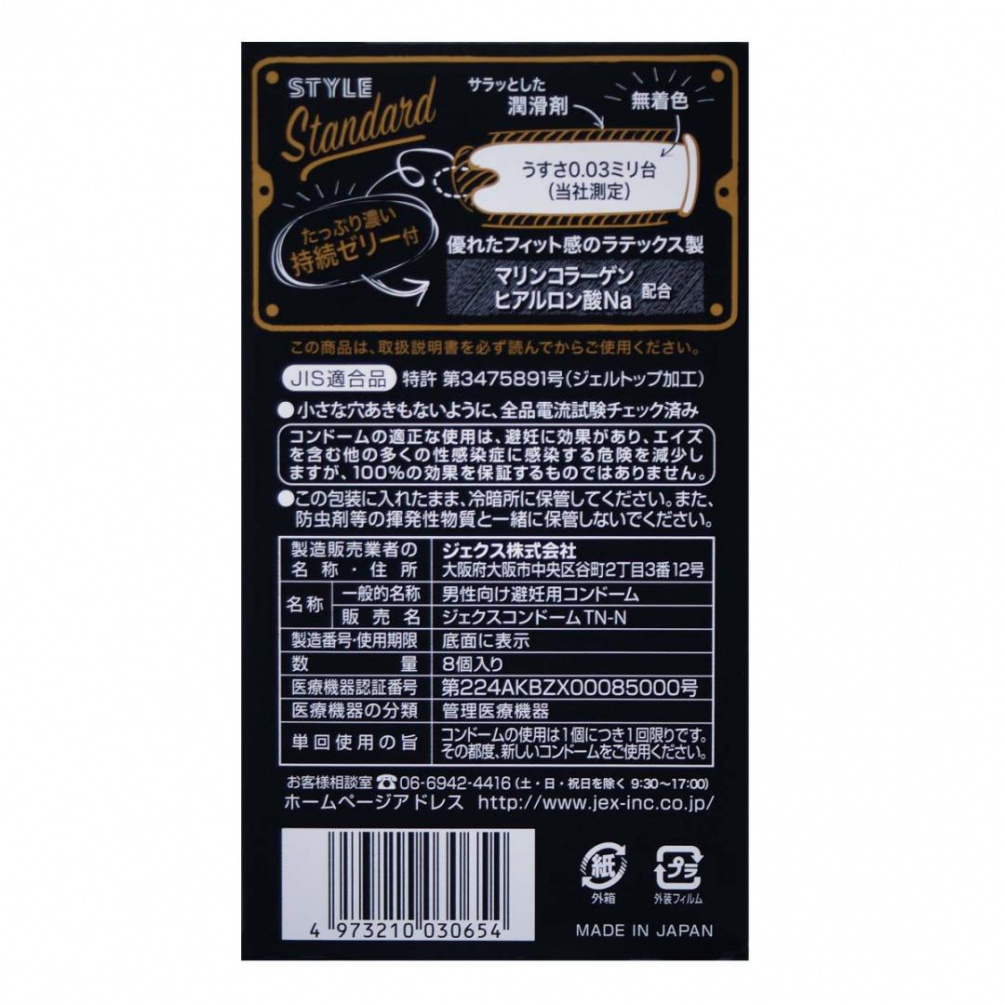 STYLE
Standard
サラッとした
潤滑剤
無着色
うすさ0.03ミリ台
(当社測定)
たっぷり濃い
持続ゼリー付
優れたフィット感のラテックス製
マリンコラーゲン
ヒアルロン酸Na 配合
この商品は、取扱説明書を必ず読んでからご使用ください。
JIS適合品 特許 第3475891号(ジェルトップ加工)
●小さな穴あきもないように、全品電流試験チェック済み
コンドームの適正な使用は、避妊に効果があり、エイズ
を含む他の多くの性感染症に感染する危険を減少し
ますが、100%の効果を保証するものではありません。
●この包装に入れたまま、冷暗所に保管してください。また、
防虫剤等の揮発性物質と一緒に保管しないでください。
製造販売業者の
名称・住所
ジェクス株式会社
大阪府大阪市中央区谷町2丁目3番12号
名称 一般的名称 男性向け避妊用コンドーム
販売名 ジェクスコンドームTN-N
製造番号・使用期限 底面に表示
数量 8個入り
医療機器認証番号 第224AKBZX00085000号
医療機器の分類 管理医療機器
単回使用の旨 コンドームの使用は1個につき1回限りです。
その都度、新しいコンドームをご使用ください。
お客様相談室☎06-6942-4416(土・日・祝日を除く 9:30〜17:00)
ホームページアドレス http://www.jex-inc.co.jp/
紙
外箱
プラ
外装フィルム
4 973210 030654
MADE IN JAPAN